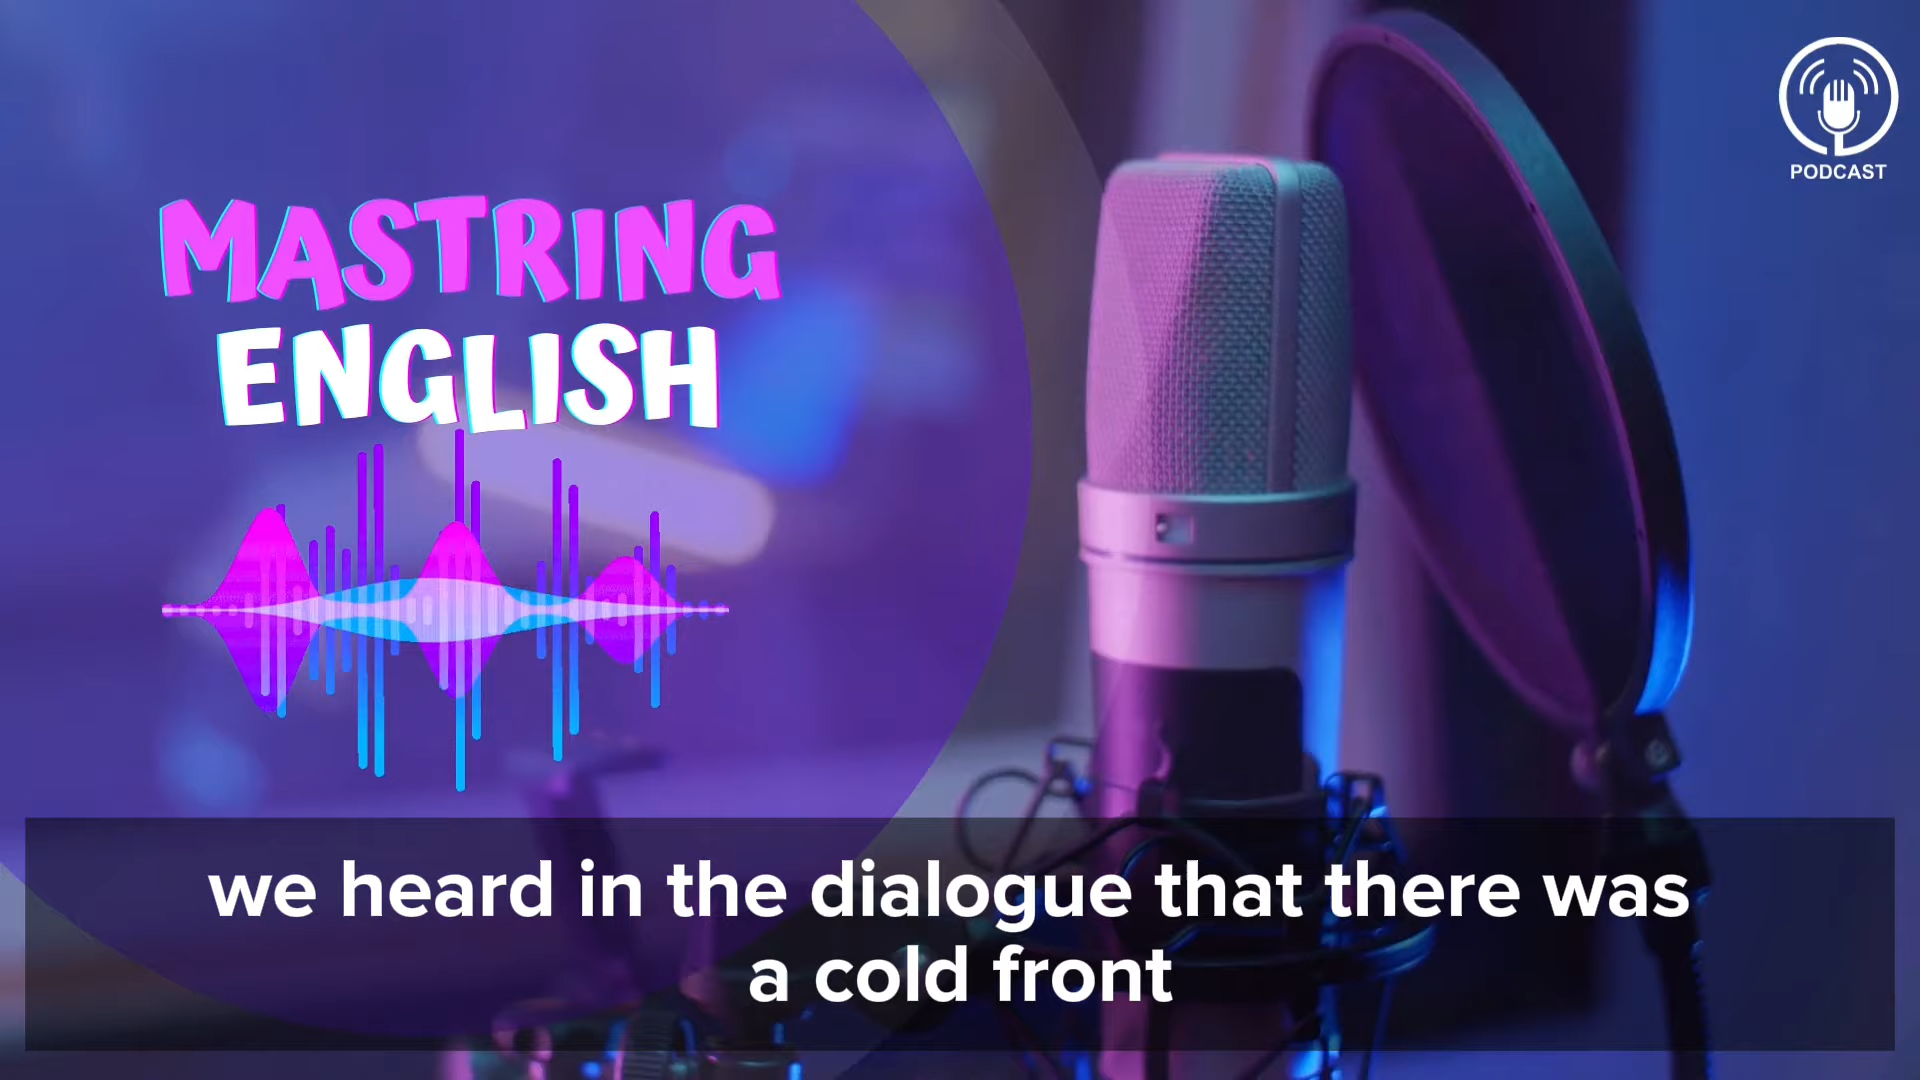 PODCAST
MASTRING
ENGLISH
we heard in the dialogue that there was
a cold front